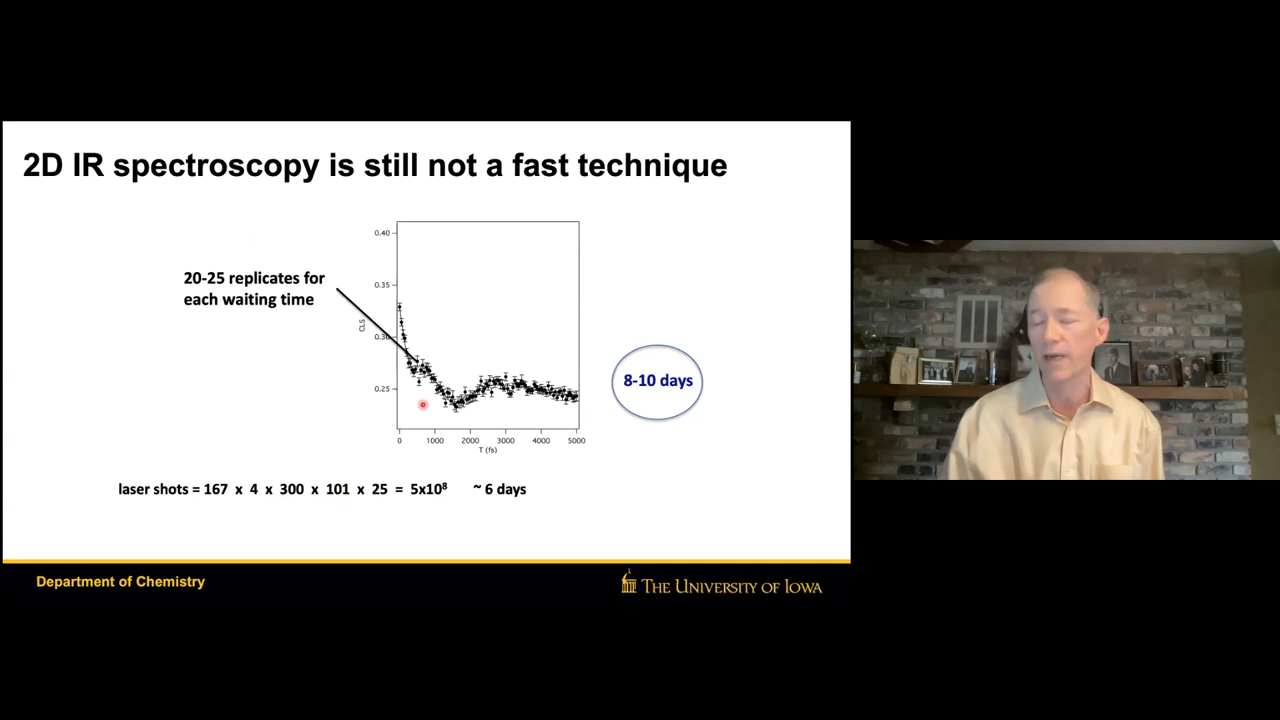 2D IR spectroscopy is still not a fast technique
20-25 replicates for
each waiting time
0.40
0.35
0.30
0.25
CLS
0
1000
2000
3000
4000
5000
T (fs)
8-10 days
laser shots = 167 x 4 x 300 x 101 x 25 = 5x10⁸ ~ 6 days
Department of Chemistry
THE UNIVERSITY OF IOWA